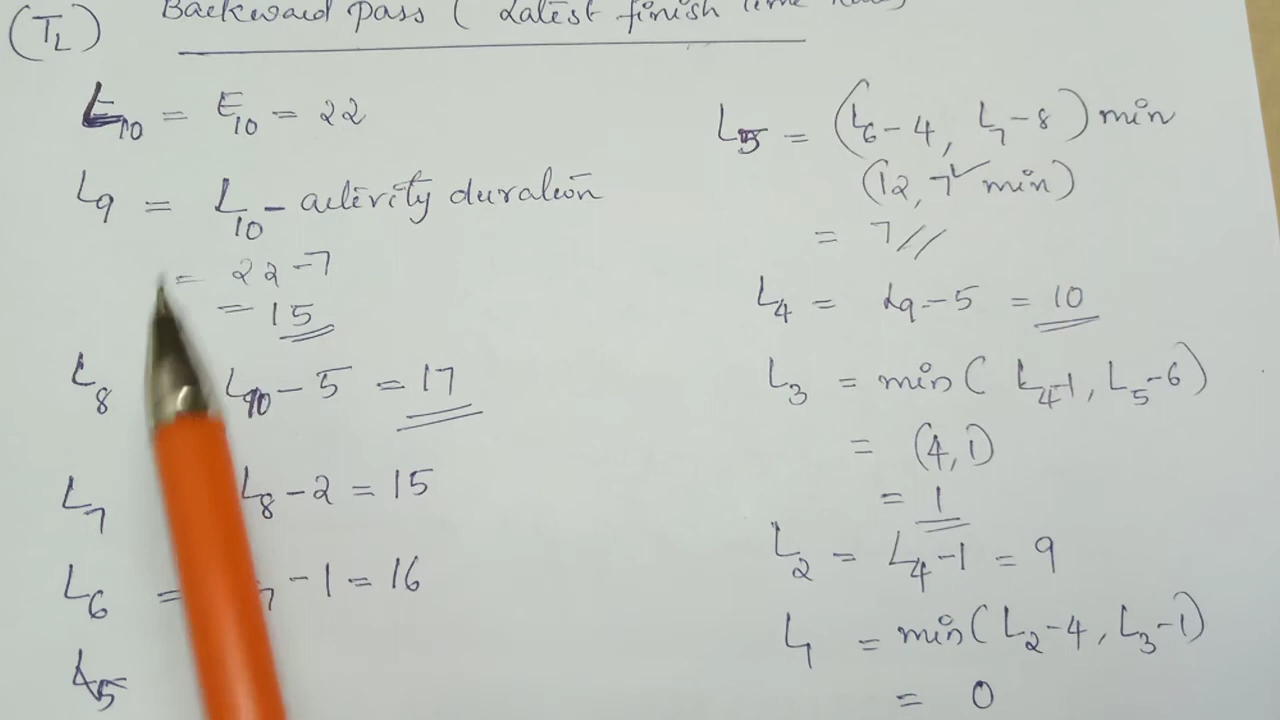 (TL) Backward pass ( Latest finish time
L10 = E10 = 22
L9 = L10 - activity duration
= 22-7
= 15
L8 L10 - 5 = 17
L7 L8 - 2 = 15
L6 = - 1 = 16
L5
L5 = (L6-4, L7-8) min
(12, 7✓ min)
= 7//
L4 = L9-5 = 10
L3 = min( L4-1, L5-6)
= (4,1)
= 1
L2 = L4-1 = 9
L1 = min( L2-4, L3-1)
= 0